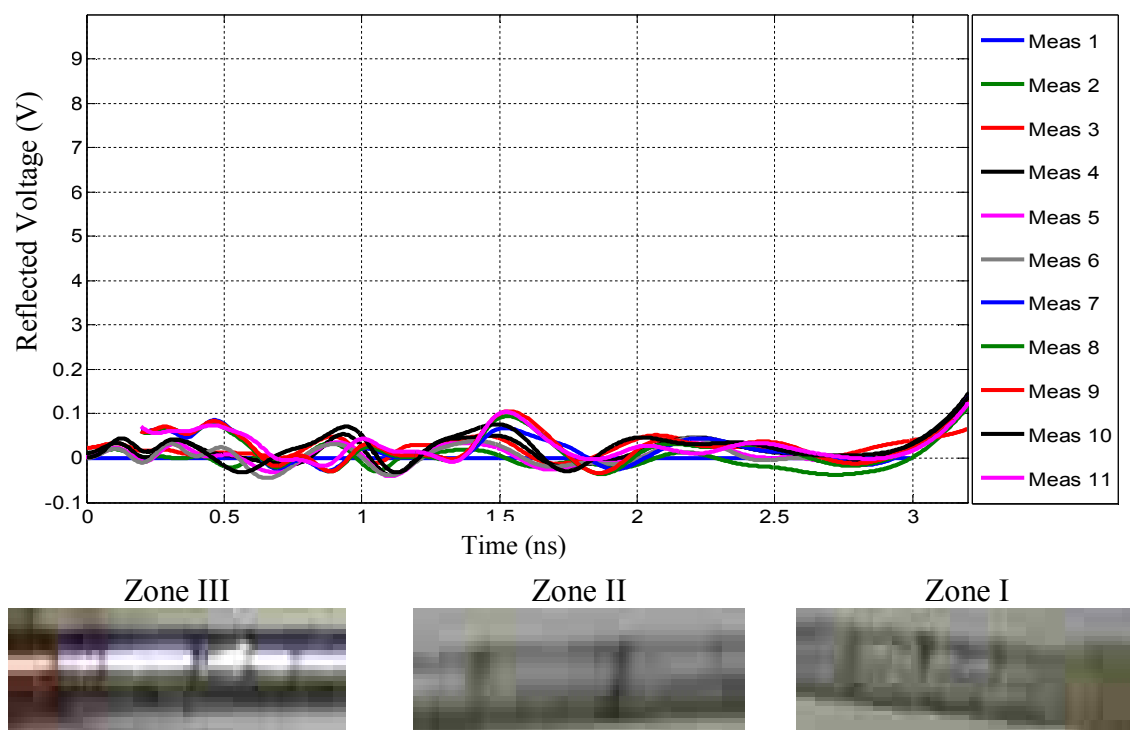 Reflected Voltage (V)
9
8
7
6
5
4
3
0.2
0.1
0
-0.1
0 0.5 1 1.5 2 2.5 3
Time (ns)
Meas 1
Meas 2
Meas 3
Meas 4
Meas 5
Meas 6
Meas 7
Meas 8
Meas 9
Meas 10
Meas 11
Zone III Zone II Zone I